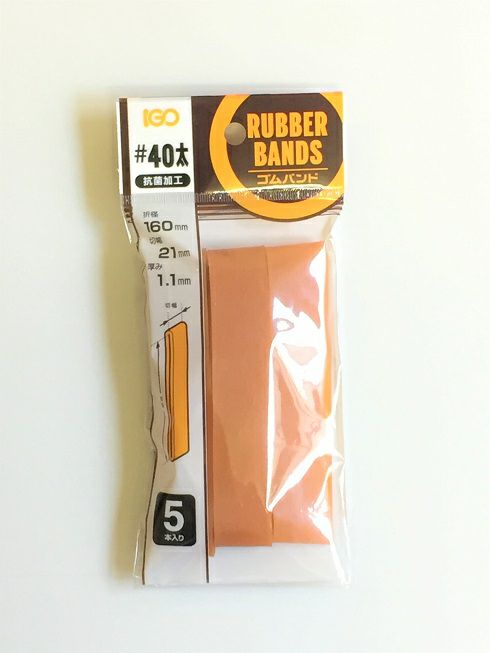 IGO
#40太
抗菌加工
RUBBER
BANDS
ゴムバンド
折径
160mm
切幅
21mm
厚み
1.1mm
切幅
5
本入り